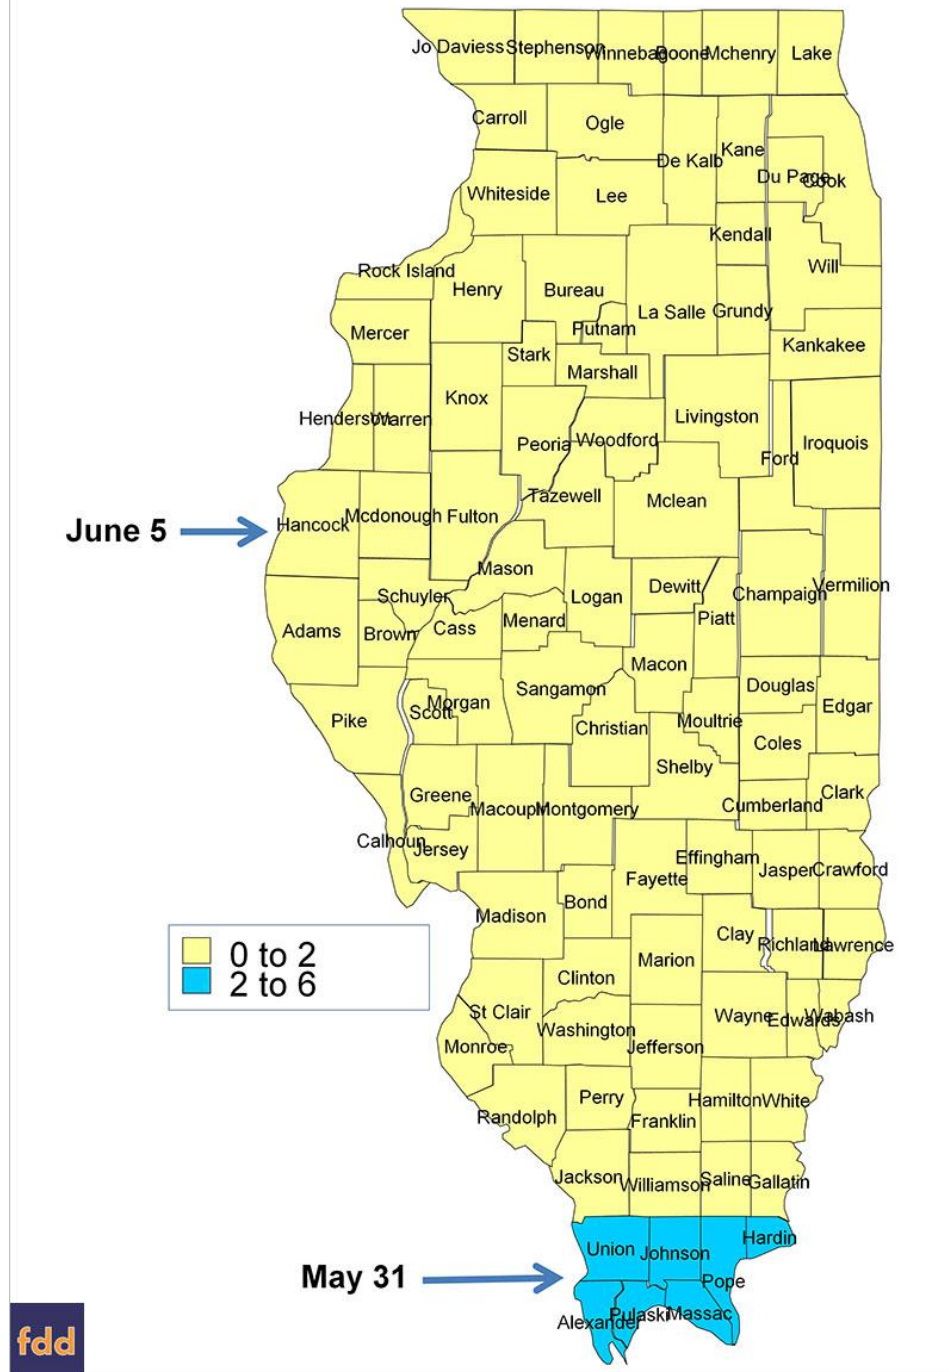 Jo Daviess Stephenson Winnebago Boone Mchenry Lake
Carroll Ogle De Kalb Kane Du Page Cook
Whiteside Lee Kendall Will
Rock Island Henry Bureau La Salle Grundy
Mercer Putnam Kankakee
Stark Marshall
Henderson Warren Knox Livingston
Peoria Woodford Ford Iroquois
Tazewell Mclean
June 5 Hancock Mcdonough Fulton
Mason Dewitt Champaign Vermilion
Schuyler Logan Piatt
Adams Brown Cass Menard
Macon
Pike Scott Morgan Sangamon Douglas Edgar
Christian Moultrie Coles
Shelby
Greene Macoupin Montgomery Cumberland Clark
Calhoun Jersey Effingham
Fayette Jasper Crawford
Madison Bond
Clay Richland Lawrence
0 to 2
2 to 6
Marion
Clinton
St Clair Washington Wayne Edwards Wabash
Monroe Jefferson
Randolph Perry Hamilton White
Franklin
Jackson Williamson Saline Gallatin
Union Johnson Hardin
May 31 Pope
Alexander Pulaski Massac
fdd